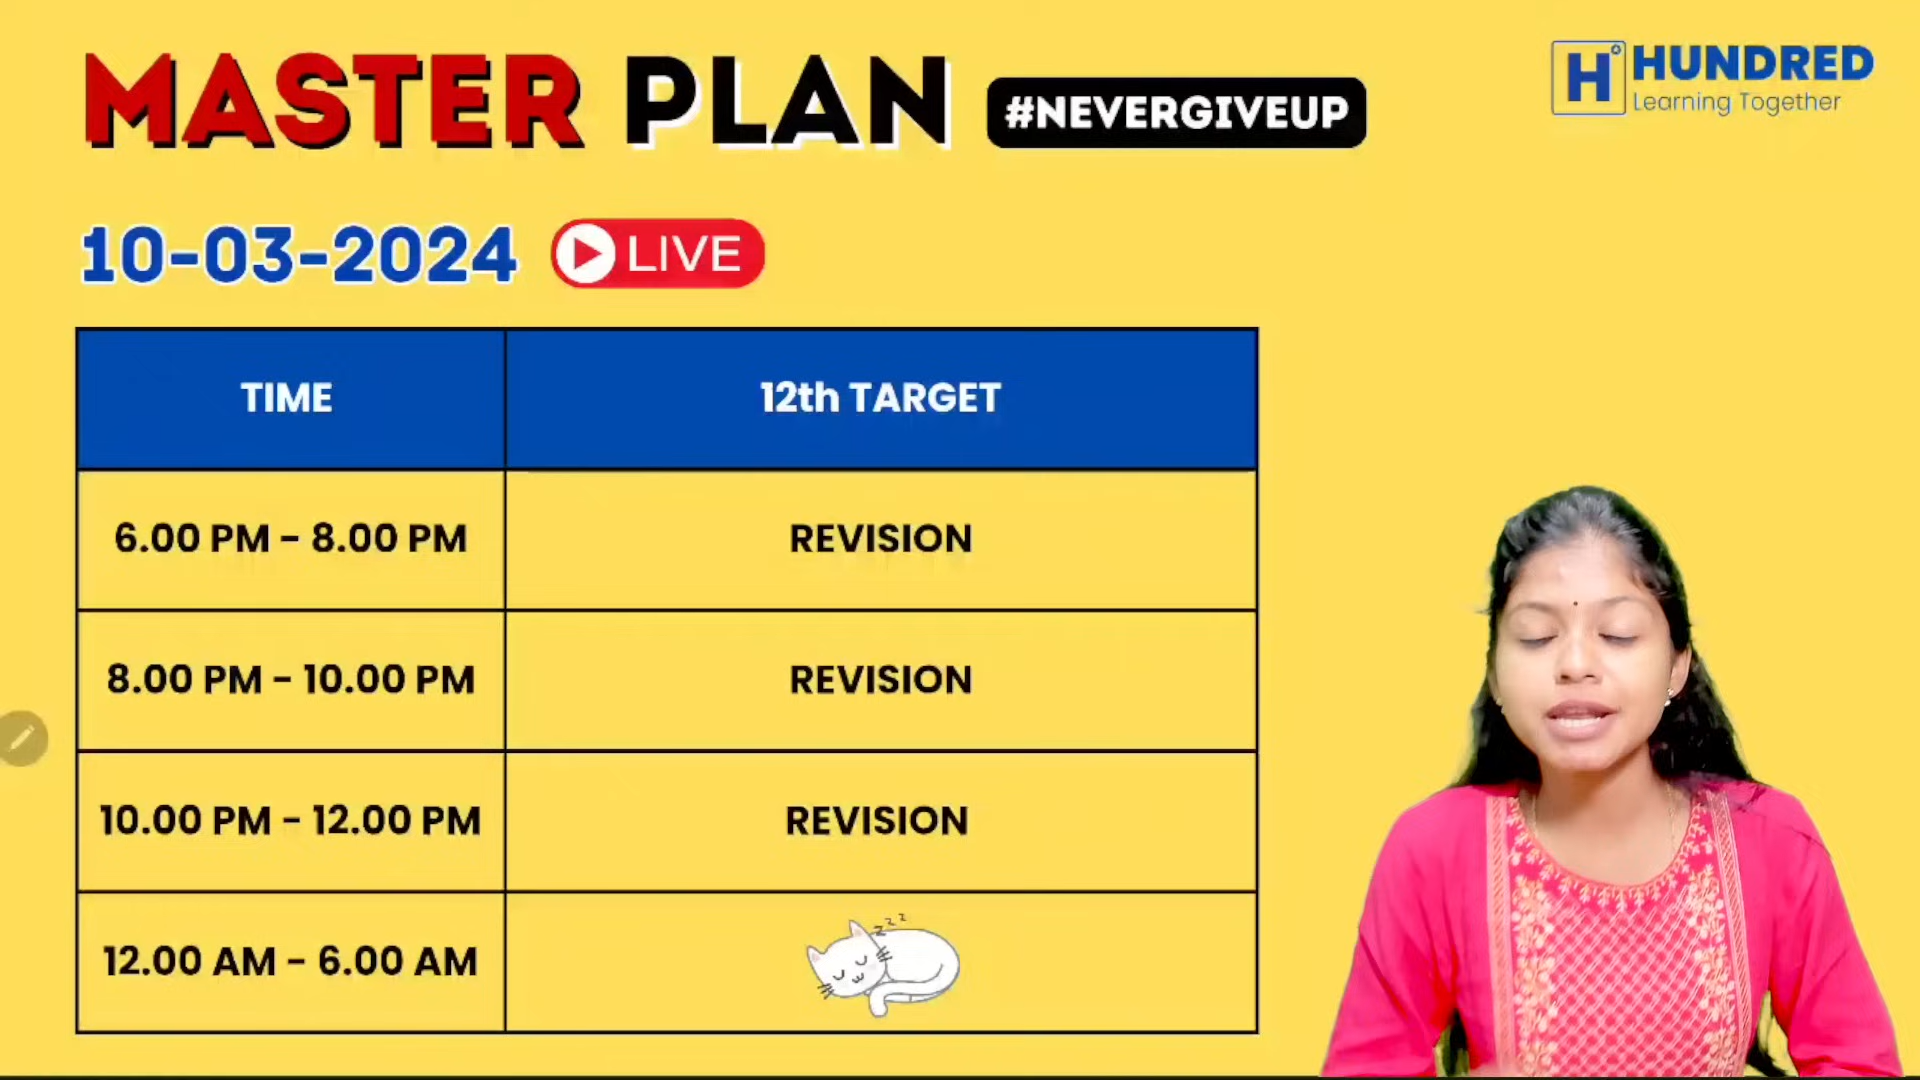 MASTER PLAN #NEVERGIVEUP
H HUNDRED
Learning Together
10-03-2024 LIVE
TIME 12th TARGET
6.00 PM - 8.00 PM REVISION
8.00 PM - 10.00 PM REVISION
10.00 PM - 12.00 PM REVISION
12.00 AM - 6.00 AM
z z z